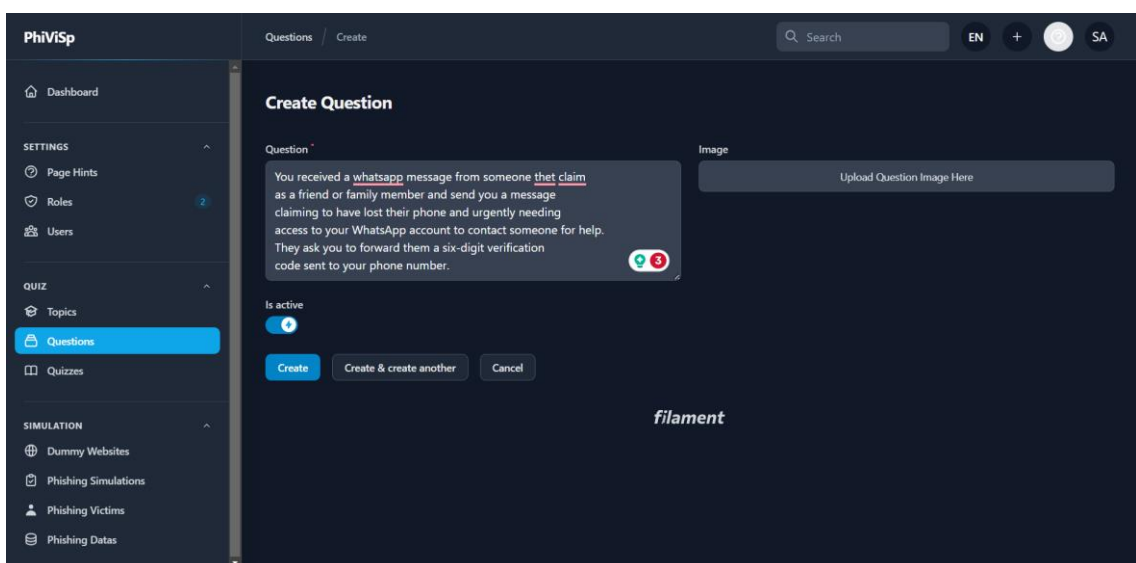 PhiViSp
Questions / Create
Search
EN
+
SA
Dashboard
SETTINGS
Page Hints
Roles 2
Users
QUIZ
Topics
Questions
Quizzes
SIMULATION
Dummy Websites
Phishing Simulations
Phishing Victims
Phishing Datas
Create Question
Question *
You received a whatsapp message from someone thet claim
as a friend or family member and send you a message
claiming to have lost their phone and urgently needing
access to your WhatsApp account to contact someone for help.
They ask you to forward them a six-digit verification
code sent to your phone number.
3
Image
Upload Question Image Here
Is active
Create
Create & create another
Cancel
filament